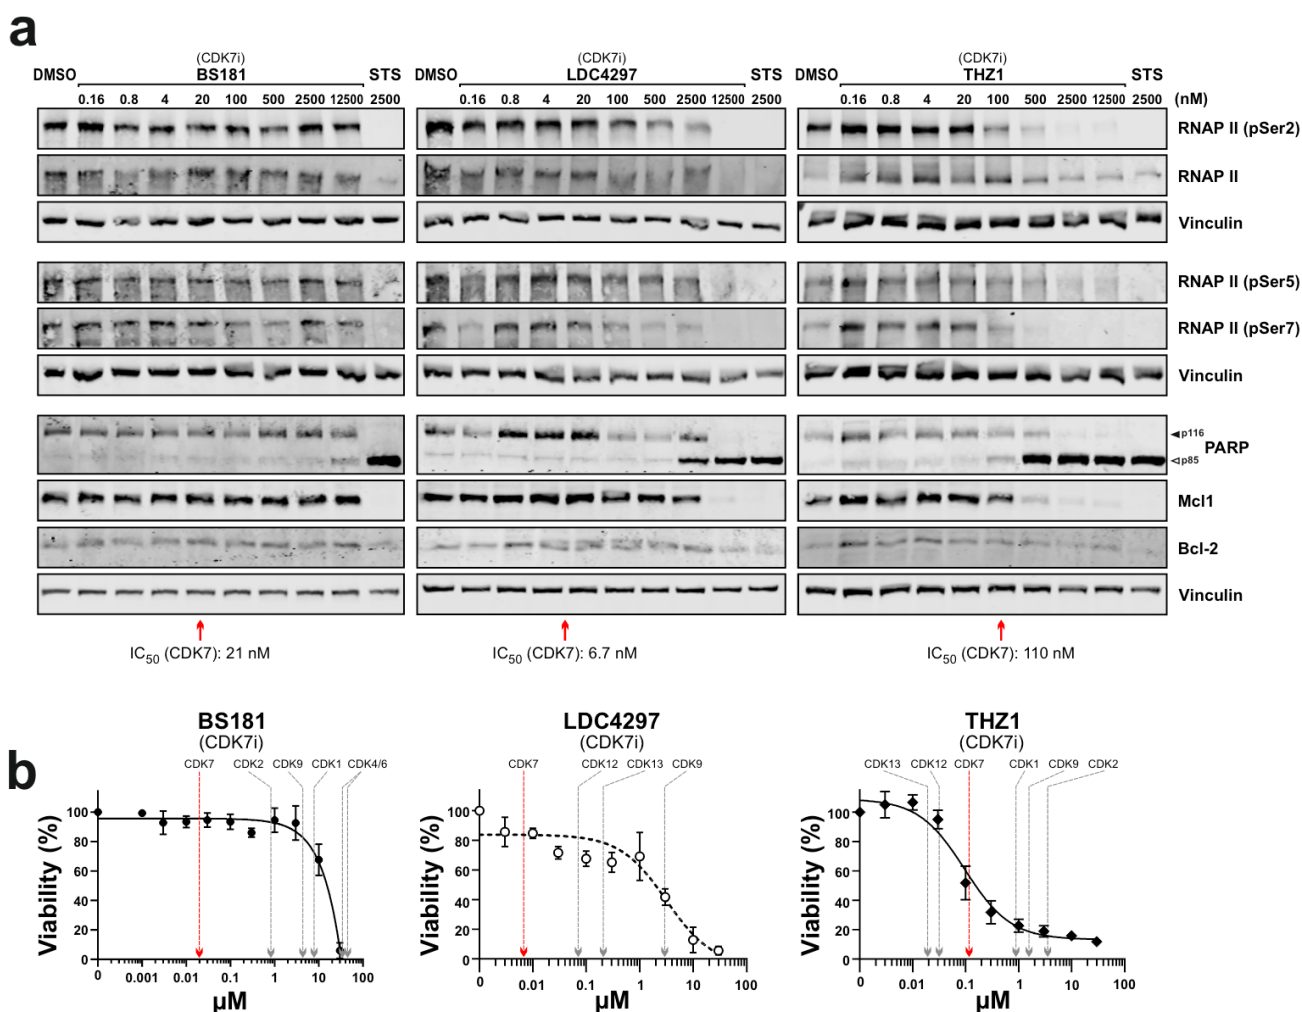 a
(CDK7i) (CDK7i) (CDK7i)
DMSO BS181 STS DMSO LDC4297 STS DMSO THZ1 STS
0.16 0.8 4 20 100 500 2500 12500 2500 0.16 0.8 4 20 100 500 2500 12500 2500 0.16 0.8 4 20 100 500 2500 12500 2500 (nM)
RNAP II (pSer2)
RNAP II
Vinculin
RNAP II (pSer5)
RNAP II (pSer7)
Vinculin
p116
PARP
p85
Mcl1
Bcl-2
Vinculin
IC50 (CDK7): 21 nM IC50 (CDK7): 6.7 nM IC50 (CDK7): 110 nM
b
BS181
(CDK7i)
CDK7 CDK2 CDK9 CDK1 CDK4/6
Viability (%)
100
80
60
40
20
0
0 0.001 0.01 0.1 1 10 100
µM
LDC4297
(CDK7i)
CDK7 CDK12 CDK13 CDK9
Viability (%)
100
80
60
40
20
0
0 0.01 0.1 1 10 100
µM
THZ1
(CDK7i)
CDK13 CDK12 CDK7 CDK1 CDK9 CDK2
Viability (%)
100
80
60
40
20
0
0 0.01 0.1 1 10 100
µM